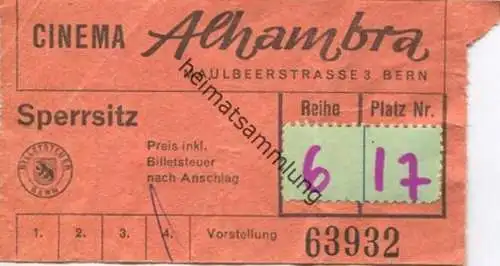 CINEMA Alhambra
MAULBEERSTRASSE 3 BERN
Sperrsitz
Reihe Platz Nr.
Preis inkl.
Billetsteuer
nach Anschlag
6 17
BILLETSTEUER
BERN
1. 2. 3. 4. Vorstellung 63932
heimatsammlung.de